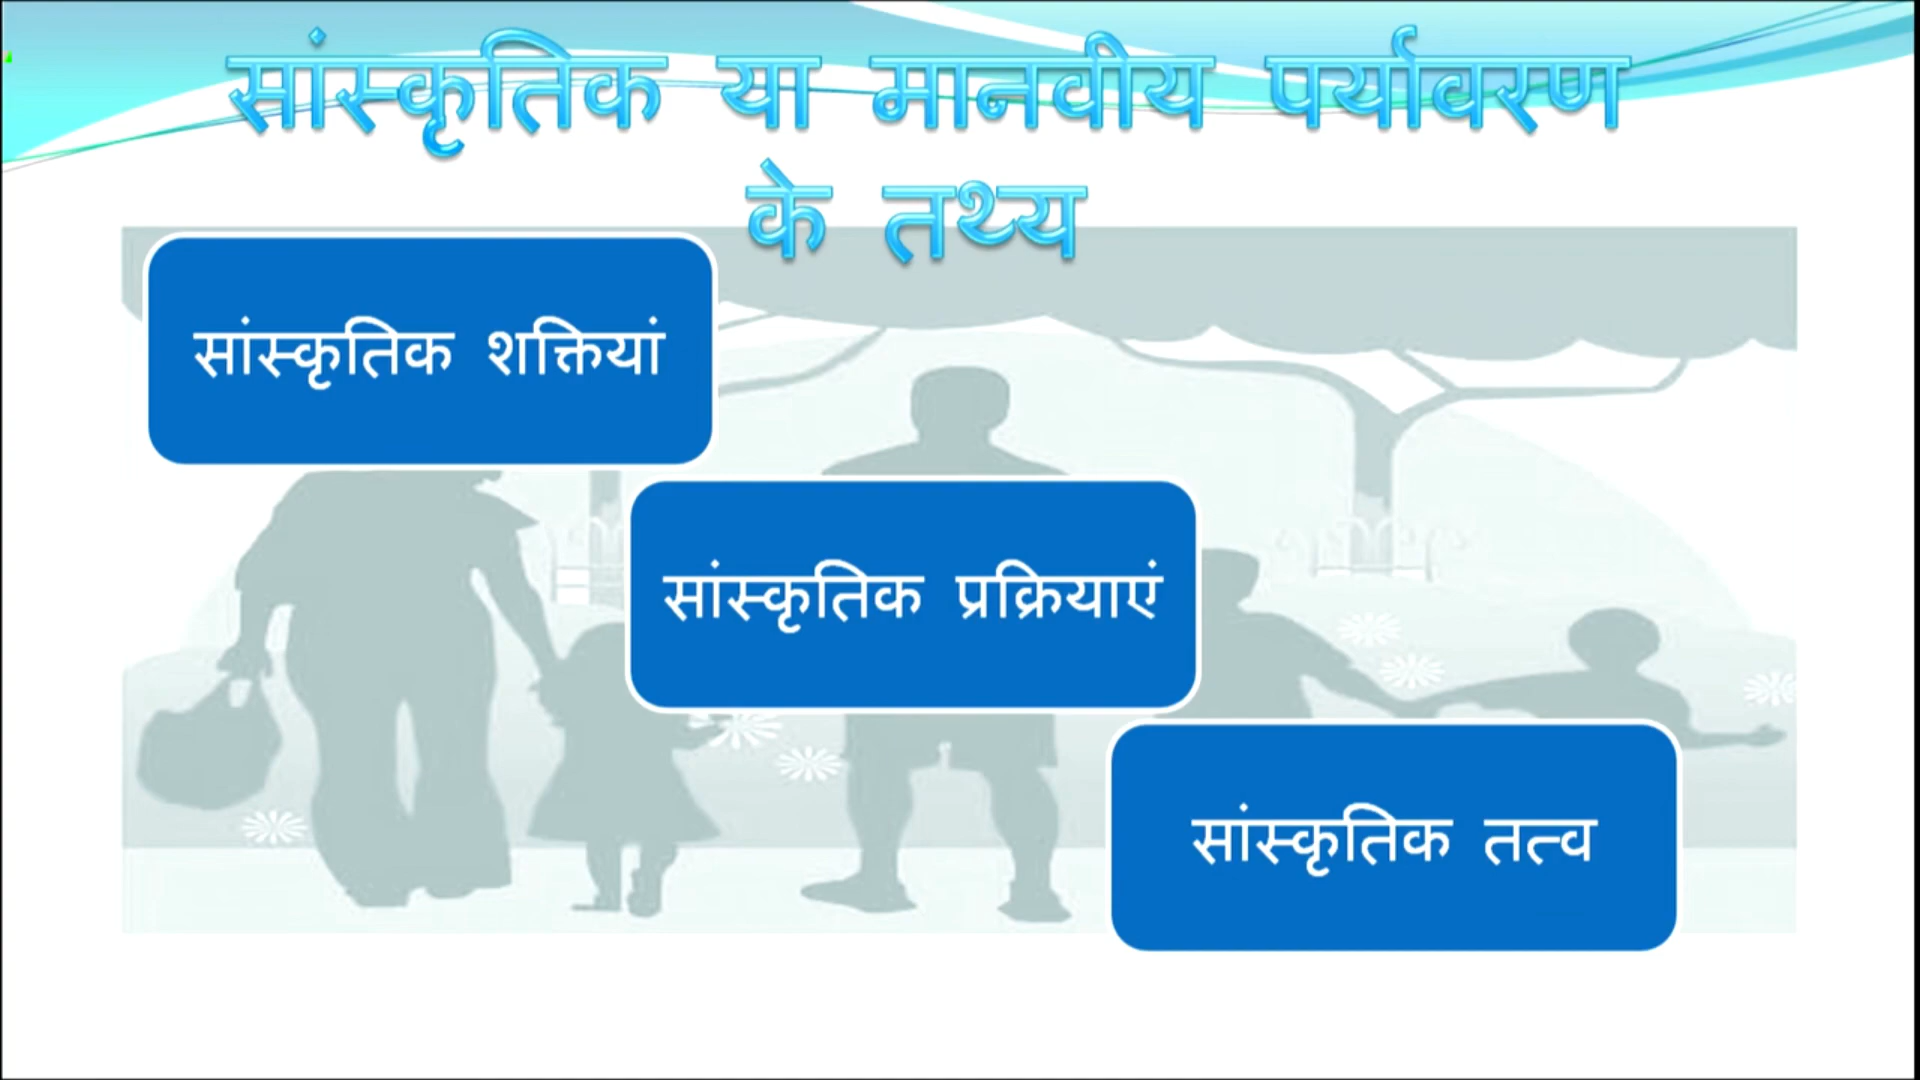 सांस्कृतिक या मानवीय पर्यावरण
के तथ्य
सांस्कृतिक शक्तियां
सांस्कृतिक प्रक्रियाएं
सांस्कृतिक तत्व